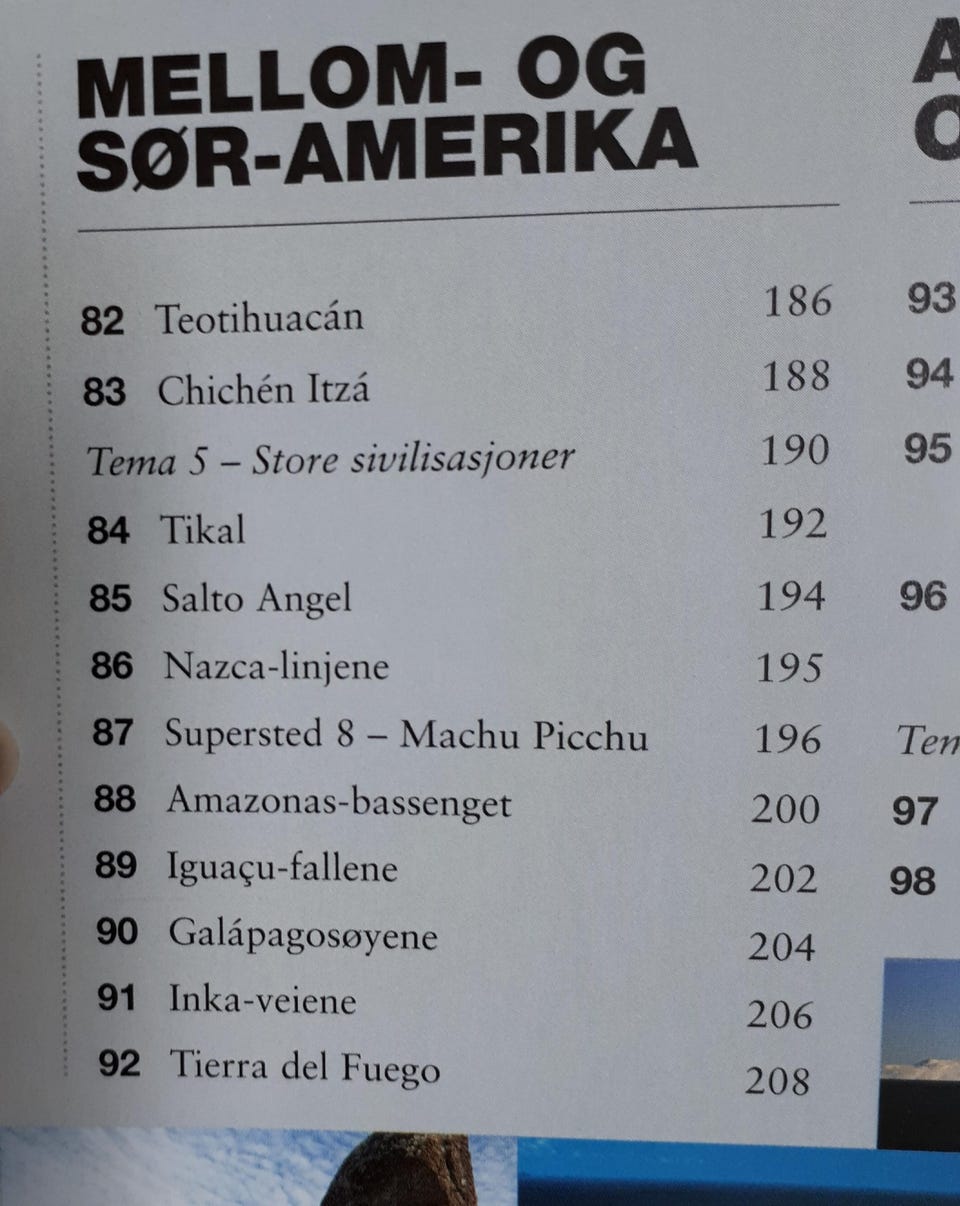 MELLOM- OG
SØR-AMERIKA
82 Teotihuacán 186
83 Chichén Itzá 188
Tema 5 – Store sivilisasjoner 190
84 Tikal 192
85 Salto Angel 194
86 Nazca-linjene 195
87 Supersted 8 – Machu Picchu 196
88 Amazonas-bassenget 200
89 Iguaçu-fallene 202
90 Galápagosøyene 204
91 Inka-veiene 206
92 Tierra del Fuego 208
93
94
95
96
97
98